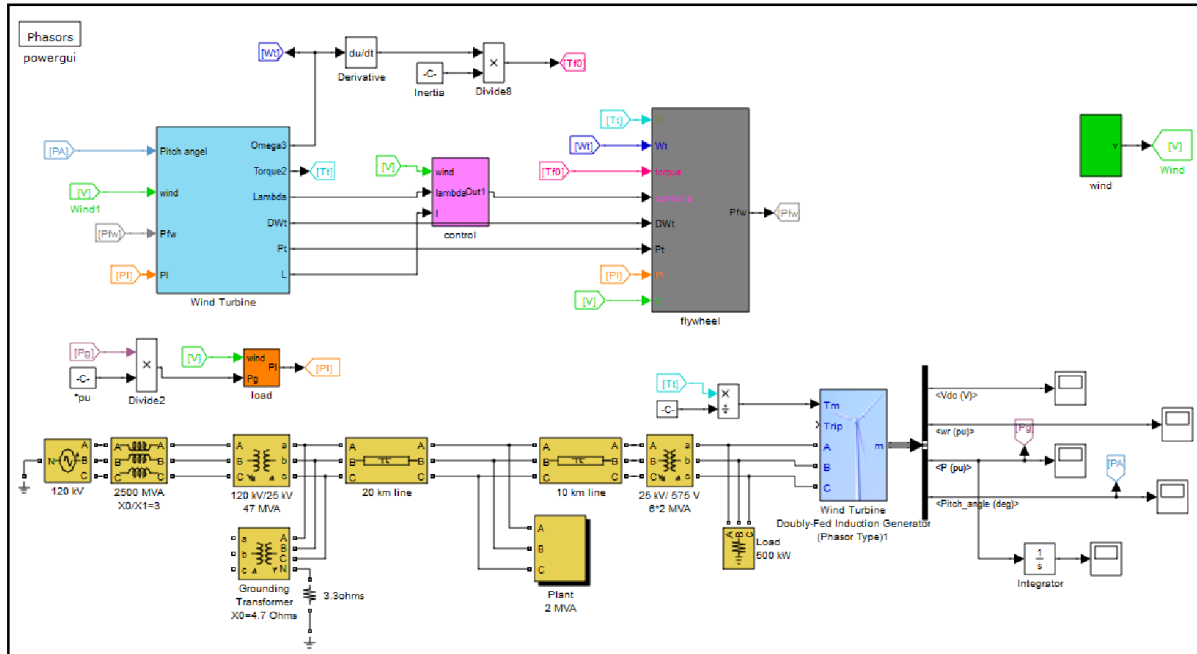 Phasors
powergui
[Wt]
du/dt
Derivative
-C-
Inertia
×
Divide8
[Tf0]
[PA]
[V]
Wind1
[Pfw]
[Pl]
Pitch angel
wind
Pfw
Pl
Omega3
Torque2
Lambda
DWt
Pt
L
Wind Turbine
[Tt]
[V]
wind
lambda
Out1
l
control
[Tt]
[Wt]
[Tf0]
[Pl]
[V]
Wt
torque
DWt
Pt
Pl
Pfw
flywheel
[Pfw]
v
wind
[V]
Wind
[Pg]
-C-
"pu
×
Divide2
[V]
wind
Pg
Pl
load
[Pl]
[Tt]
-C-
×
÷
Tm
Trip
A
B
C
m
Wind Turbine
Doubly-Fed Induction Generator
(Phasor Type)1
<Vdc (V)>
<wr (pu)>
[Pg]
<P (pu)>
[PA]
<Pitch_angle (deg)>
1
s
Integrator
N
A
B
C
120 kV
A
B
C
A
B
C
2500 MVA
X0/X1=3
A
B
C
a
b
c
120 kV/25 kV
47 MVA
A
B
C
A
B
C
20 km line
A
B
C
A
B
C
10 km line
A
B
C
a
b
c
25 kV/ 575 V
6*2 MVA
A B C
Load
500 kW
a
b
c
A
B
C
N
Grounding
Transformer
X0=4.7 Ohms
3.3ohms
A
B
C
Plant
2 MVA